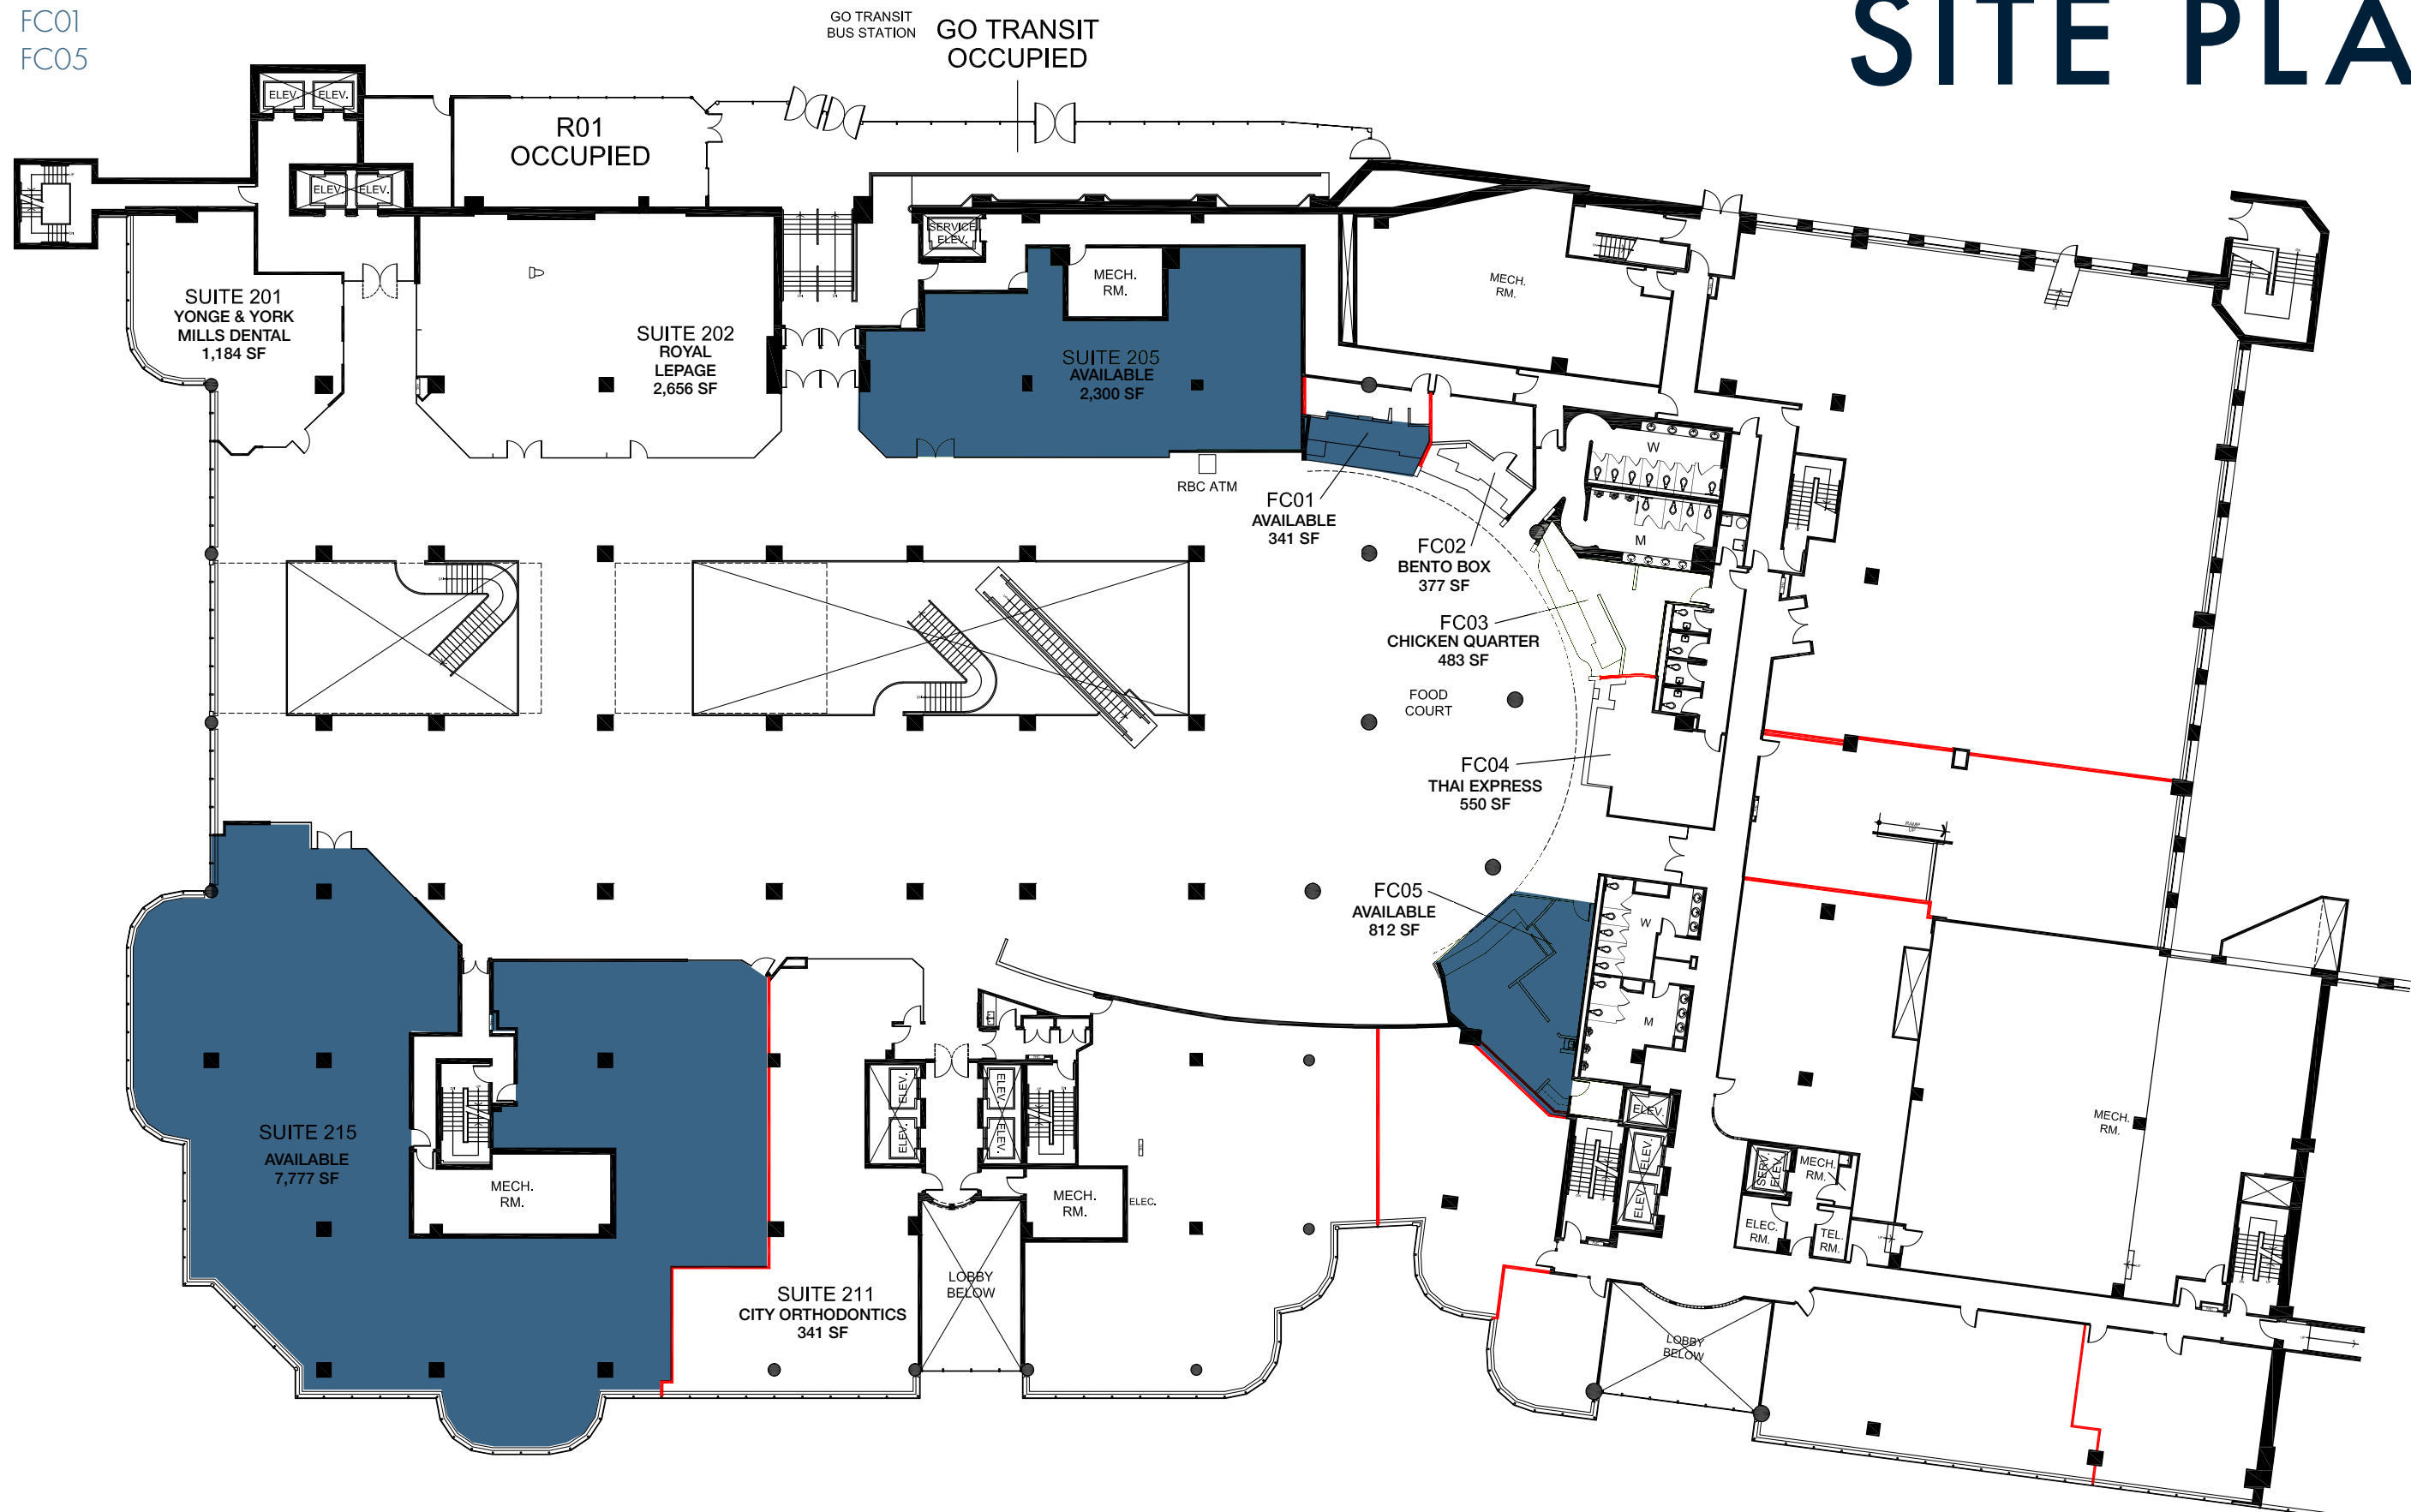 FC01
FC05
SITE PLA
GO TRANSIT
BUS STATION
GO TRANSIT
OCCUPIED
ELEV.
ELEV.
R01
OCCUPIED
ELEV.
ELEV.
SERVICE
ELEV.
MECH.
RM.
MECH.
RM.
SUITE 201
YONGE & YORK
MILLS DENTAL
1,184 SF
SUITE 202
ROYAL
LEPAGE
2,656 SF
SUITE 205
AVAILABLE
2,300 SF
RBC ATM
W
M
FC01
AVAILABLE
341 SF
FC02
BENTO BOX
377 SF
FC03
CHICKEN QUARTER
483 SF
FOOD
COURT
FC04
THAI EXPRESS
550 SF
RAMP
UP
FC05
AVAILABLE
812 SF
W
M
ELEV.
ELEV.
ELEV.
ELEV.
ELEV.
ELEV.
ELEV.
SUITE 215
AVAILABLE
7,777 SF
MECH.
RM.
MECH.
RM.
ELEC.
SERV.
ELEV.
MECH.
RM.
MECH.
RM.
ELEC.
RM.
TEL.
RM.
SUITE 211
CITY ORTHODONTICS
341 SF
LOBBY
BELOW
LOBBY
BELOW